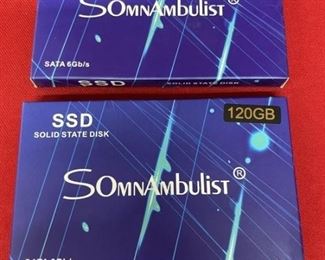 SOMNAMBULIST®
SATA 6Gb/s
SSD SOLID STATE DISK
SSD 120GB
SOLID STATE DISK
SOMNAMBULIST®